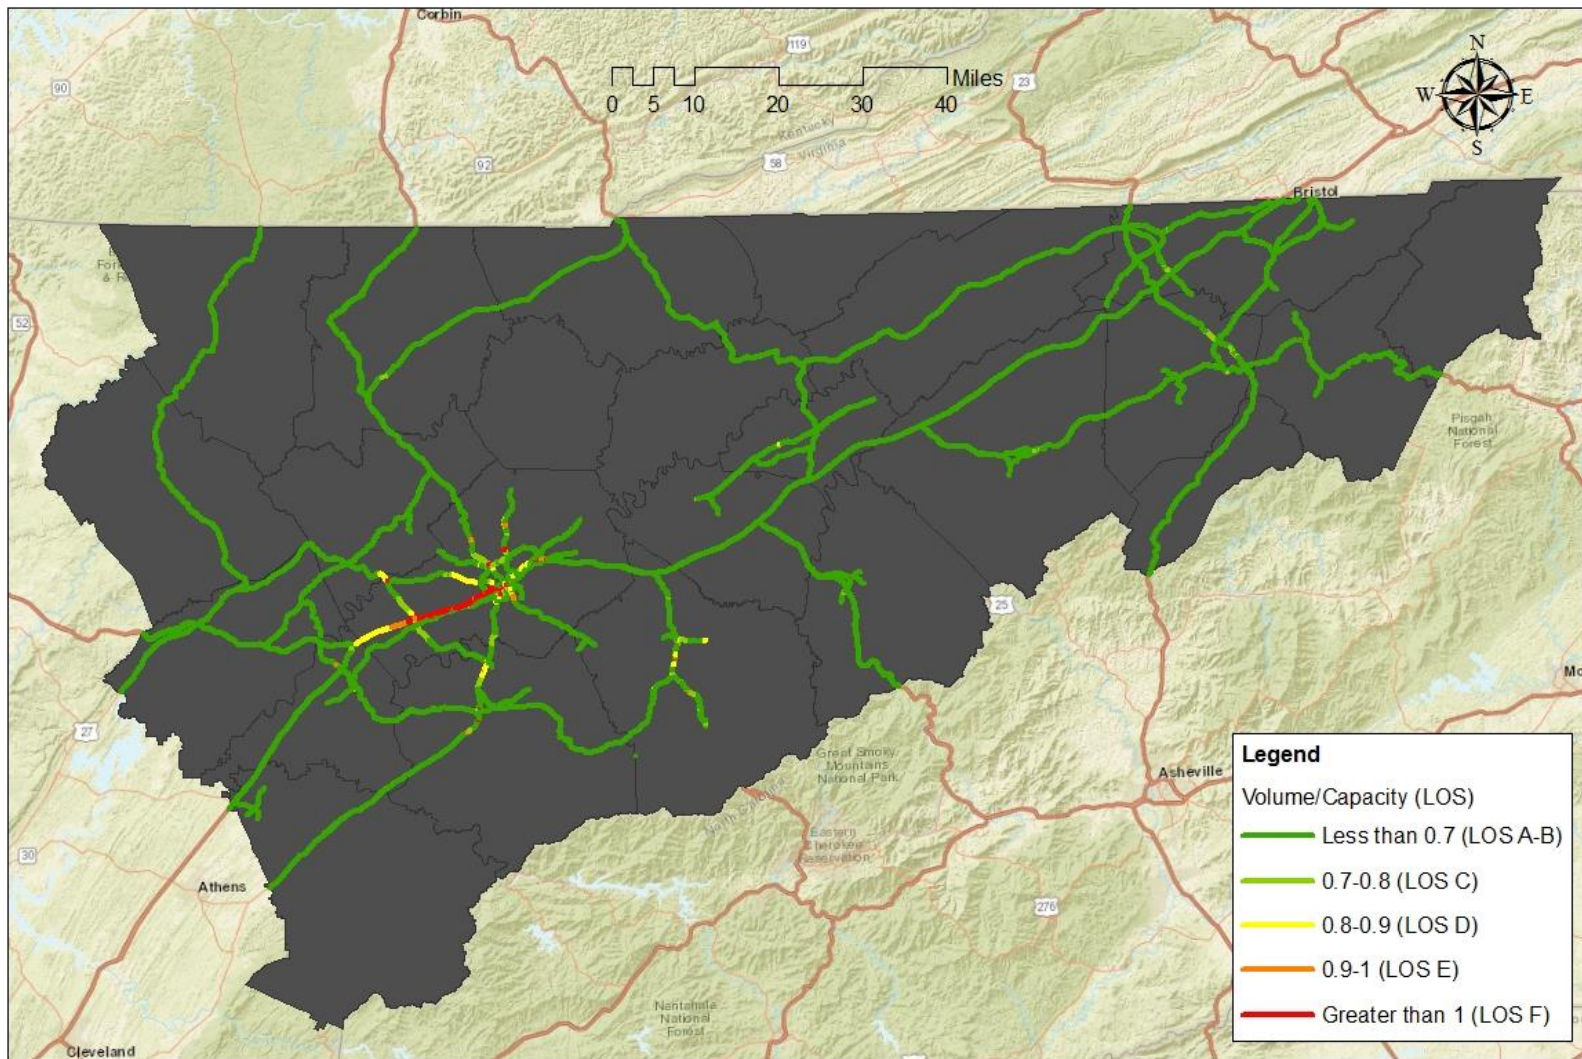 Corbin
119
90
23
N
W
E
S
Miles
0 5 10 20 30 40
Kentucky
Virginia
92
58
Bristol
52
Pisgah
National
Forest
25
27
Great Smoky
Mountains
National Park
North Carolina
Asheville
Eastern
Cherokee
Reservation
30
Athens
276
Nantahala
National
Forest
Cleveland
Legend
Volume/Capacity (LOS)
Less than 0.7 (LOS A-B)
0.7-0.8 (LOS C)
0.8-0.9 (LOS D)
0.9-1 (LOS E)
Greater than 1 (LOS F)